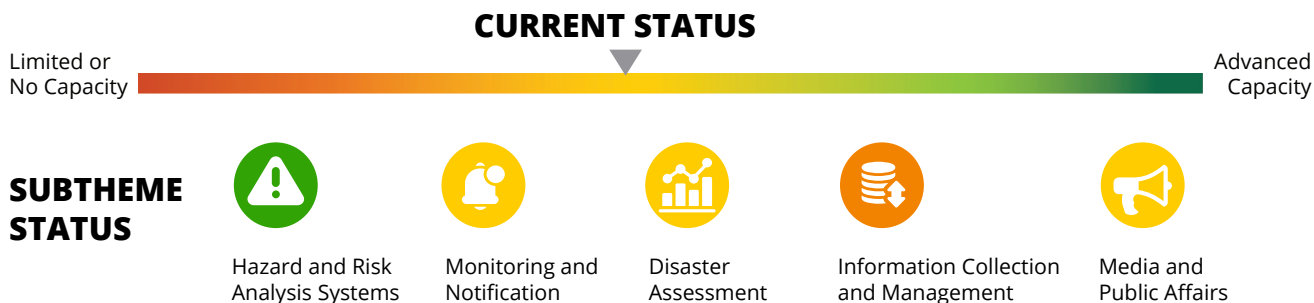 CURRENT STATUS
Limited or
No Capacity
Advanced
Capacity
SUBTHEME
STATUS
Hazard and Risk
Analysis Systems
Monitoring and
Notification
Disaster
Assessment
Information Collection
and Management
Media and
Public Affairs